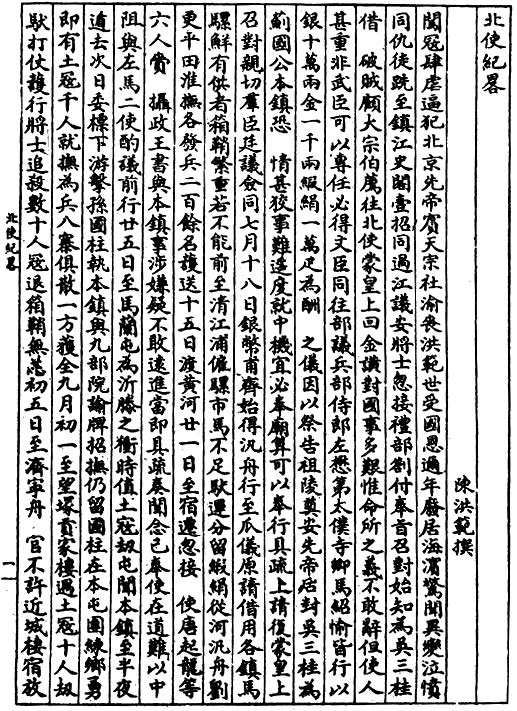 北使紀畧
陳洪範撰
闖寇肆虐逼犯北京先帝賓天宗社淪喪洪範世受國恩過年廢居海濱驚聞異變泣憤
同仇徒跣至鎮江史閣臺招同過江議安將士忽接禮部劄付奉旨召對始知為吳三桂
借 破賊顧大宗伯薦往北使蒙皇上回金讓對國事多艱惟命所之義不敢辭但使人
甚重非武臣可以專任必得文臣同往部議兵部侍郎左懋第太僕寺卿馬紹愉皆行以
銀十萬兩金一千兩緞絹一萬疋為酬 之儀因以祭告祖陵奠安先帝后封吳三桂為
薊國公本鎮恐 情甚狡事難遥度就中機宜必奉廟算可以奉行具疏上請復蒙皇上
召對親切羣臣廷議僉同七月十八日銀幣甫齊始得汎舟行至瓜儀原請借用各鎮馬
騾鮮有供者箱鞘繁重若不能前至清江浦僱騾市馬不足馱運分留緞絹從河汎舟劉
更平田淮撫各發兵二百餘名護送十五日渡黃河廿一日至宿遷忽接 使唐起龍等
六人賫 攝政王書與本鎮事涉嫌疑不敢遠進當即具疏奏聞念已奉使在道難以中
阻與左馬二使酌議前行廿五日至馬蘭屯為沂滕之衝時值土寇刼屯聞本鎮至半夜
遁去次日委標下游擊孫國柱執本鎮與九部院諭牌招撫仍留國柱在本屯團練鄉勇
即有土寇千人就撫為兵八寨俱散一方獲全九月初一至望塚賈家樓遇土寇十人刼
馱打仗護行將士追殺數十人寇退箱鞘無恙初五日至濟寧舟 官不許近城棲宿放
北使紀畧
一